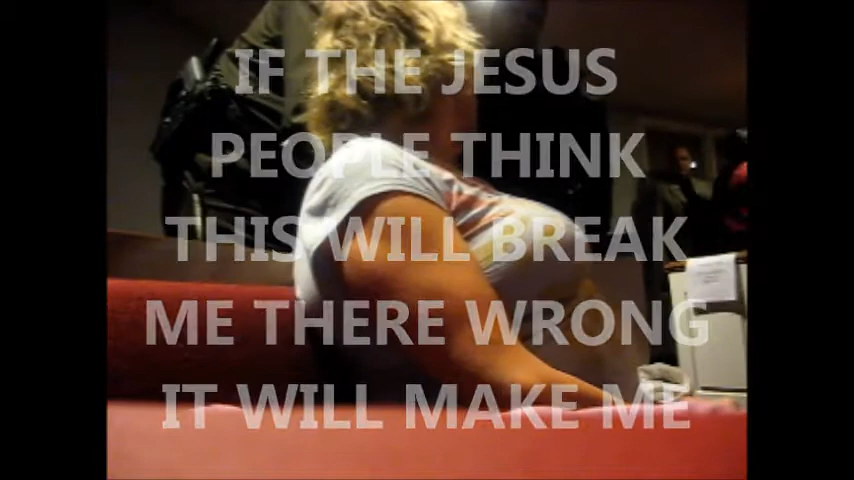 IF THE JESUS
PEOPLE THINK
THIS WILL BREAK
ME THERE WRONG
IT WILL MAKE ME